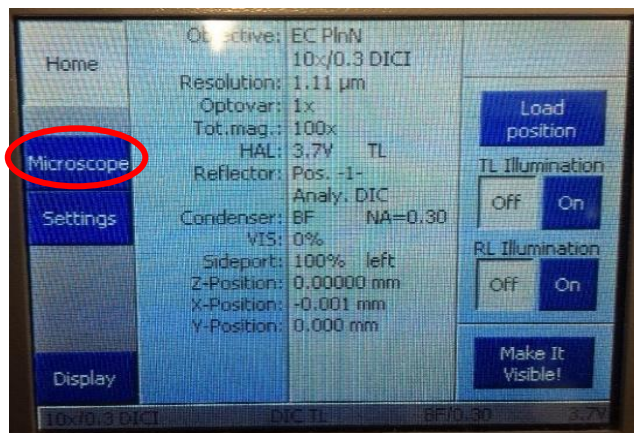 Home
Microscope
Settings
Display
Objective: EC PlnN
10x/0.3 DICI
Resolution: 1.11 µm
Optovar: 1x
Tot.mag.: 100x
HAL: 3.7V TL
Reflector: Pos. -1-
Analy. DIC
Condenser: BF NA=0.30
VIS: 0%
Sideport: 100% left
Z-Position: 0.00000 mm
X-Position: -0.001 mm
Y-Position: 0.000 mm
Load
position
TL Illumination
Off On
RL Illumination
Off On
Make It
Visible!
10x/0.3 DICI DIC TL BF/0.30 3.7V